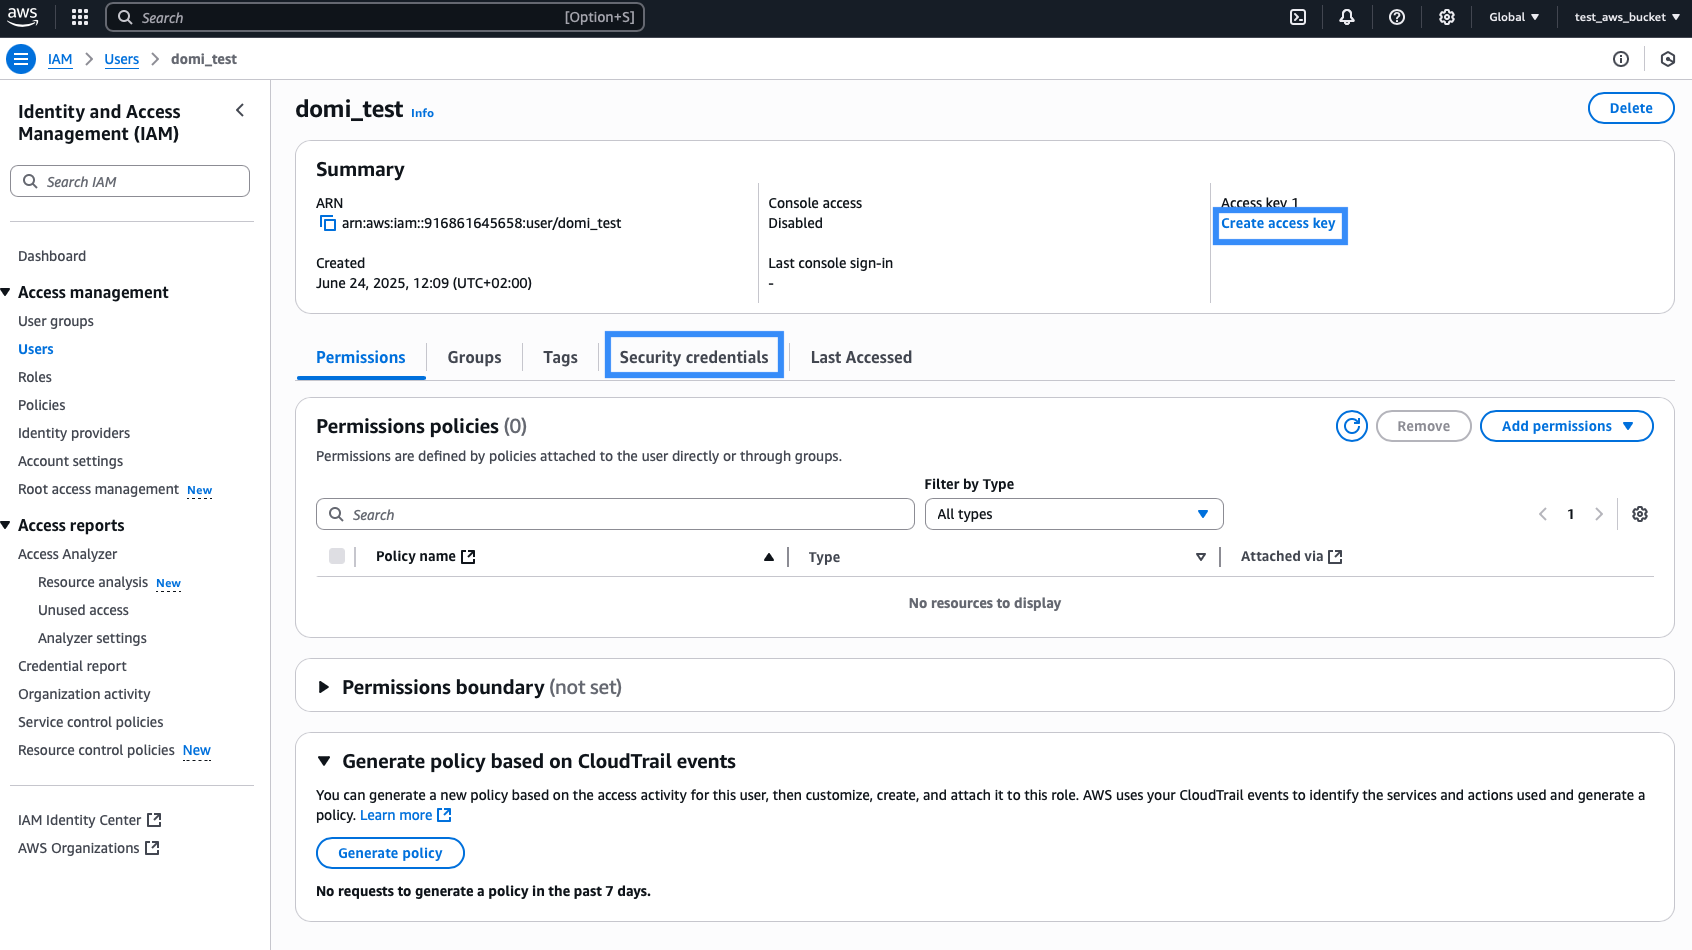 aws
Search [Option+S]
Global
test_aws_bucket
IAM
Users
domi_test
Identity and Access
Management (IAM)
Search IAM
Dashboard
Access management
User groups
Users
Roles
Policies
Identity providers
Account settings
Root access management New
Access reports
Access Analyzer
Resource analysis New
Unused access
Analyzer settings
Credential report
Organization activity
Service control policies
Resource control policies New
IAM Identity Center
AWS Organizations
domi_test Info
Delete
Summary
ARN
arn:aws:iam::916861645658:user/domi_test
Created
June 24, 2025, 12:09 (UTC+02:00)
Console access
Disabled
Last console sign-in
-
Access key 1
Create access key
Permissions
Groups
Tags
Security credentials
Last Accessed
Permissions policies (0)
Remove
Add permissions
Permissions are defined by policies attached to the user directly or through groups.
Filter by Type
Search
All types
1
Policy name
Type
Attached via
No resources to display
Permissions boundary (not set)
Generate policy based on CloudTrail events
You can generate a new policy based on the access activity for this user, then customize, create, and attach it to this role. AWS uses your CloudTrail events to identify the services and actions used and generate a
policy. Learn more
Generate policy
No requests to generate a policy in the past 7 days.